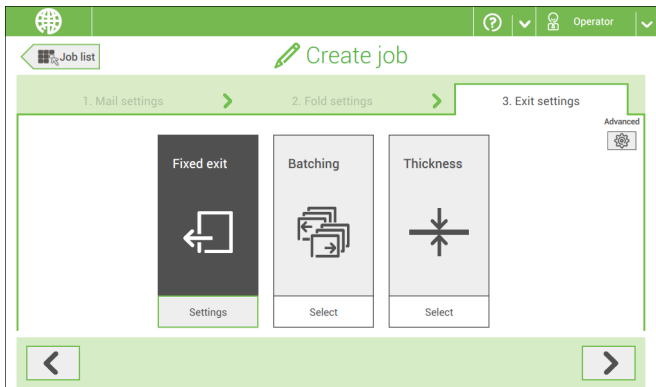 Operator
Job list
Create job
1. Mail settings
2. Fold settings
3. Exit settings
Advanced
Fixed exit
Batching
Thickness
Settings
Select
Select